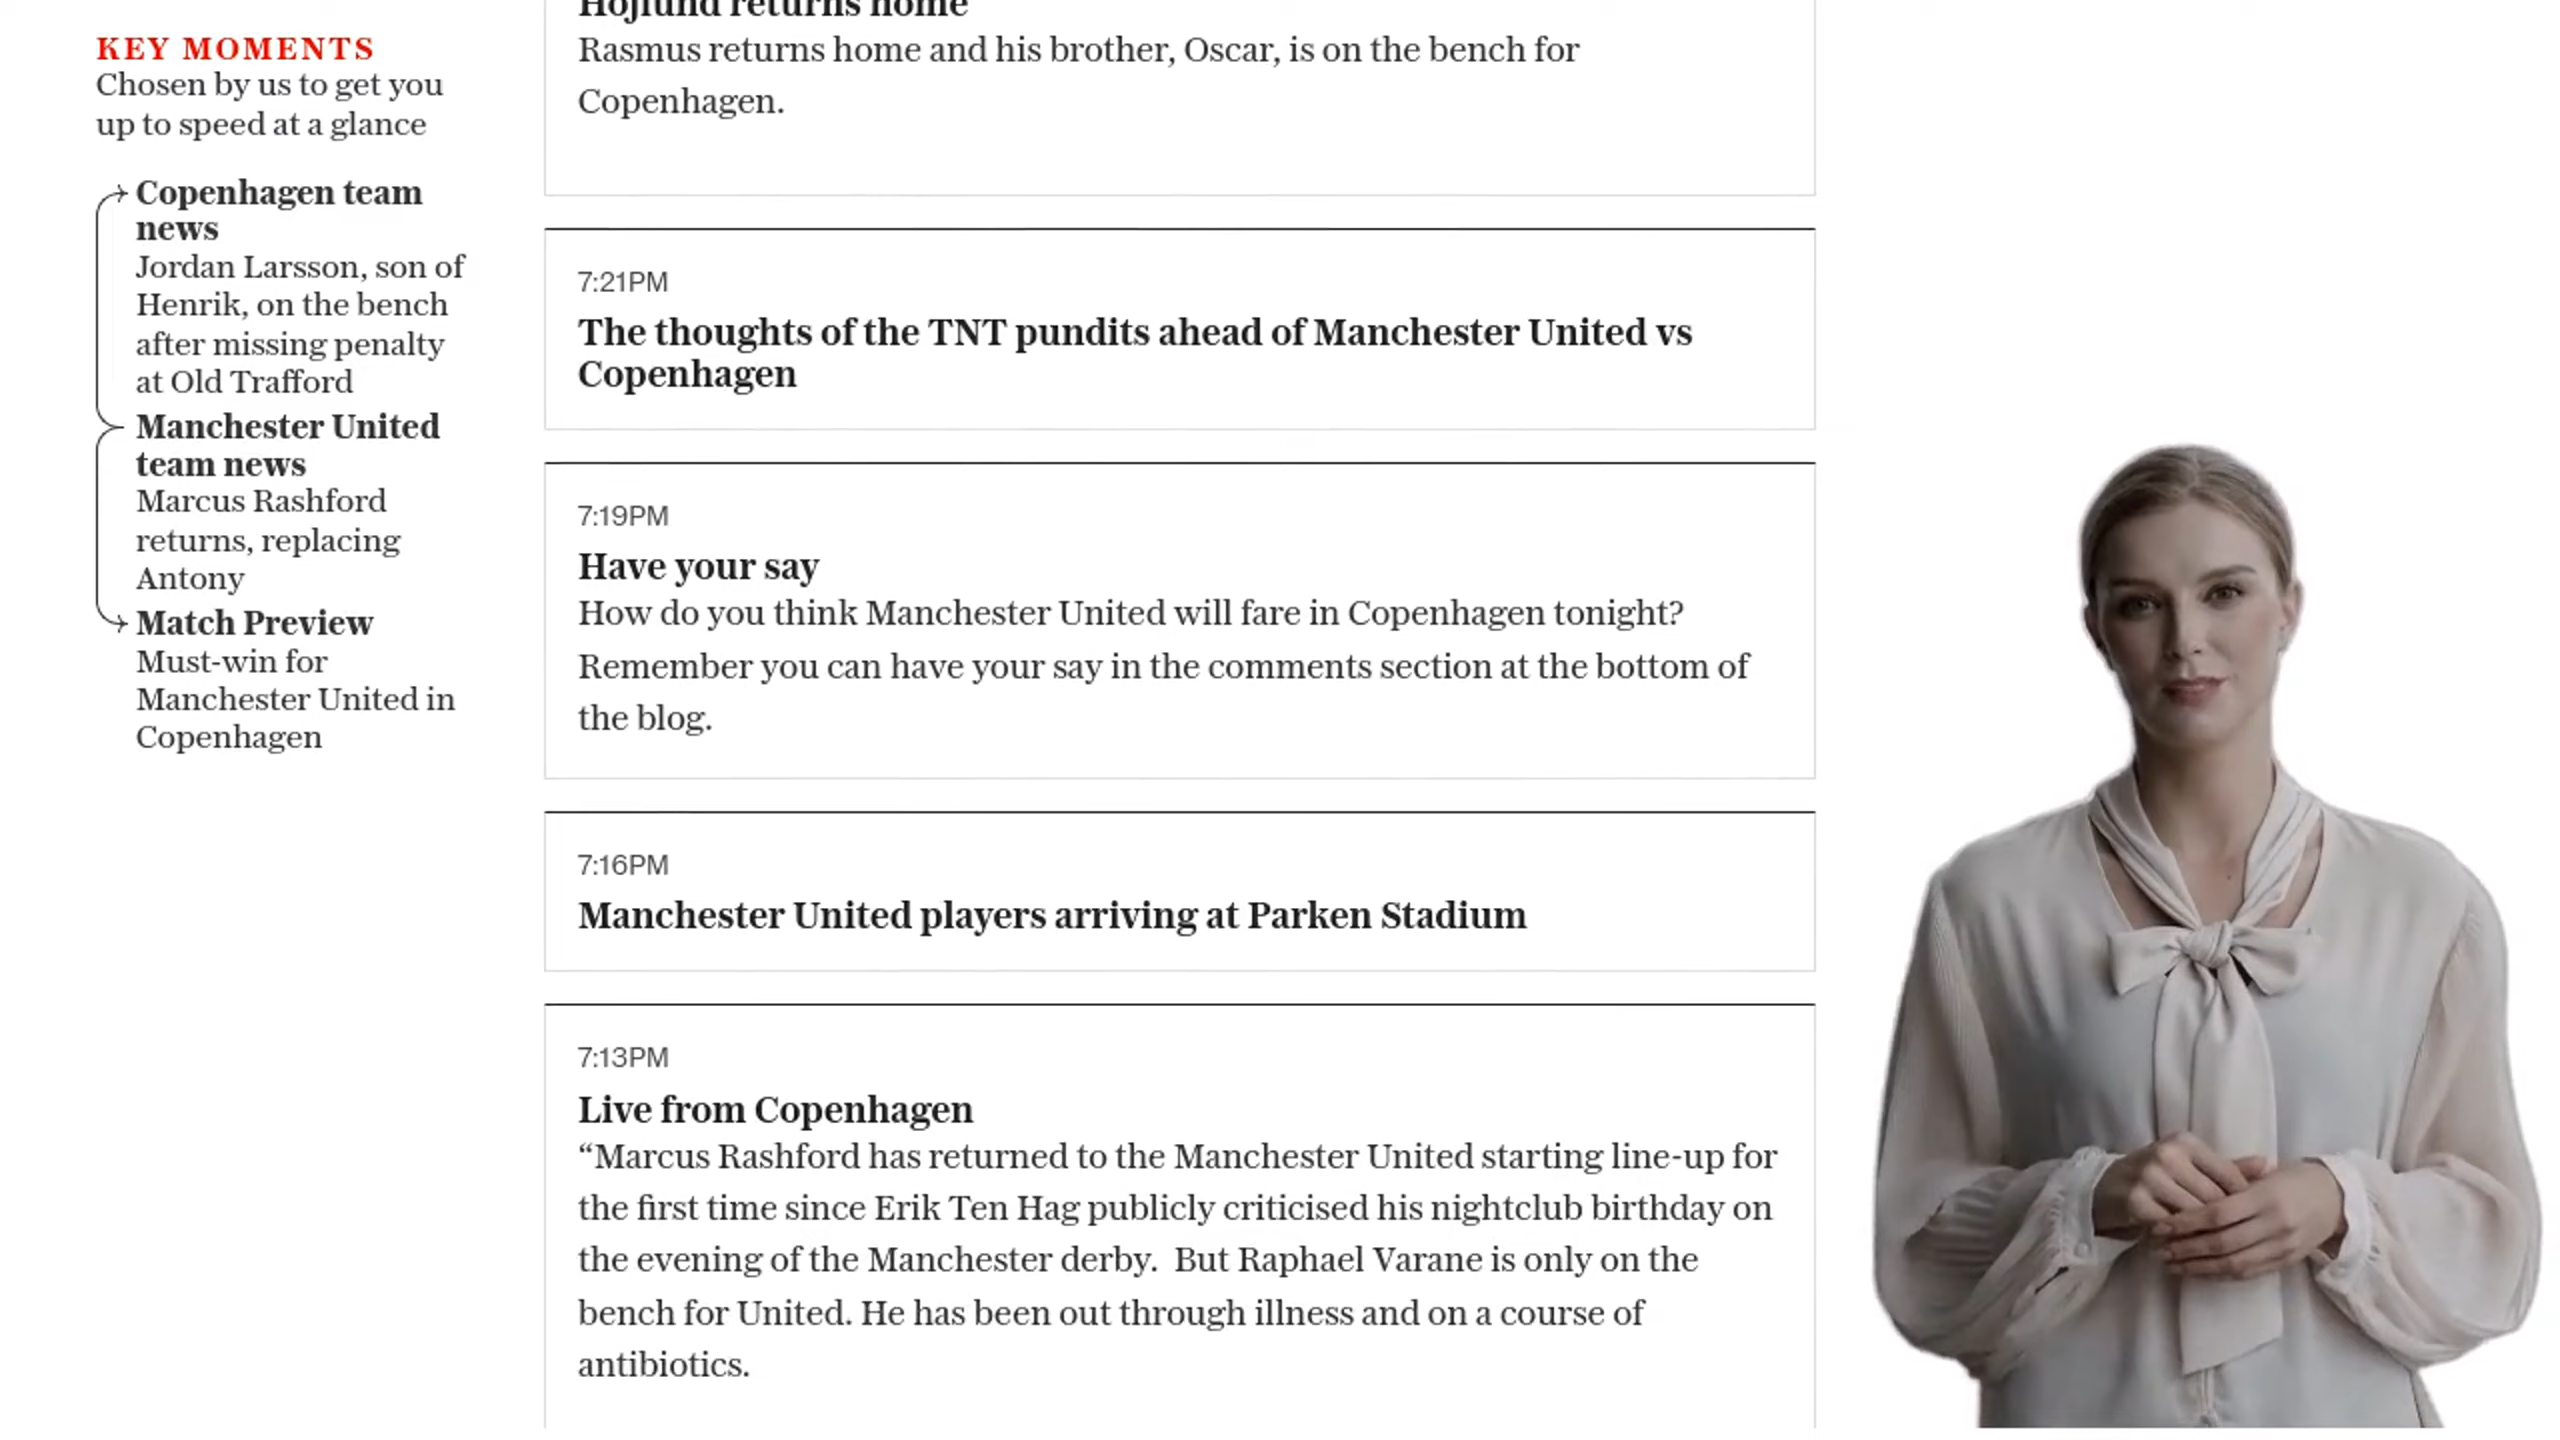 KEY MOMENTS
Chosen by us to get you
up to speed at a glance
Copenhagen team
news
Jordan Larsson, son of
Henrik, on the bench
after missing penalty
at Old Trafford
Manchester United
team news
Marcus Rashford
returns, replacing
Antony
Match Preview
Must-win for
Manchester United in
Copenhagen
Hojlund returns home
Rasmus returns home and his brother, Oscar, is on the bench for
Copenhagen.
7:21PM
The thoughts of the TNT pundits ahead of Manchester United vs
Copenhagen
7:19PM
Have your say
How do you think Manchester United will fare in Copenhagen tonight?
Remember you can have your say in the comments section at the bottom of
the blog.
7:16PM
Manchester United players arriving at Parken Stadium
7:13PM
Live from Copenhagen
“Marcus Rashford has returned to the Manchester United starting line-up for
the first time since Erik Ten Hag publicly criticised his nightclub birthday on
the evening of the Manchester derby.  But Raphael Varane is only on the
bench for United. He has been out through illness and on a course of
antibiotics.